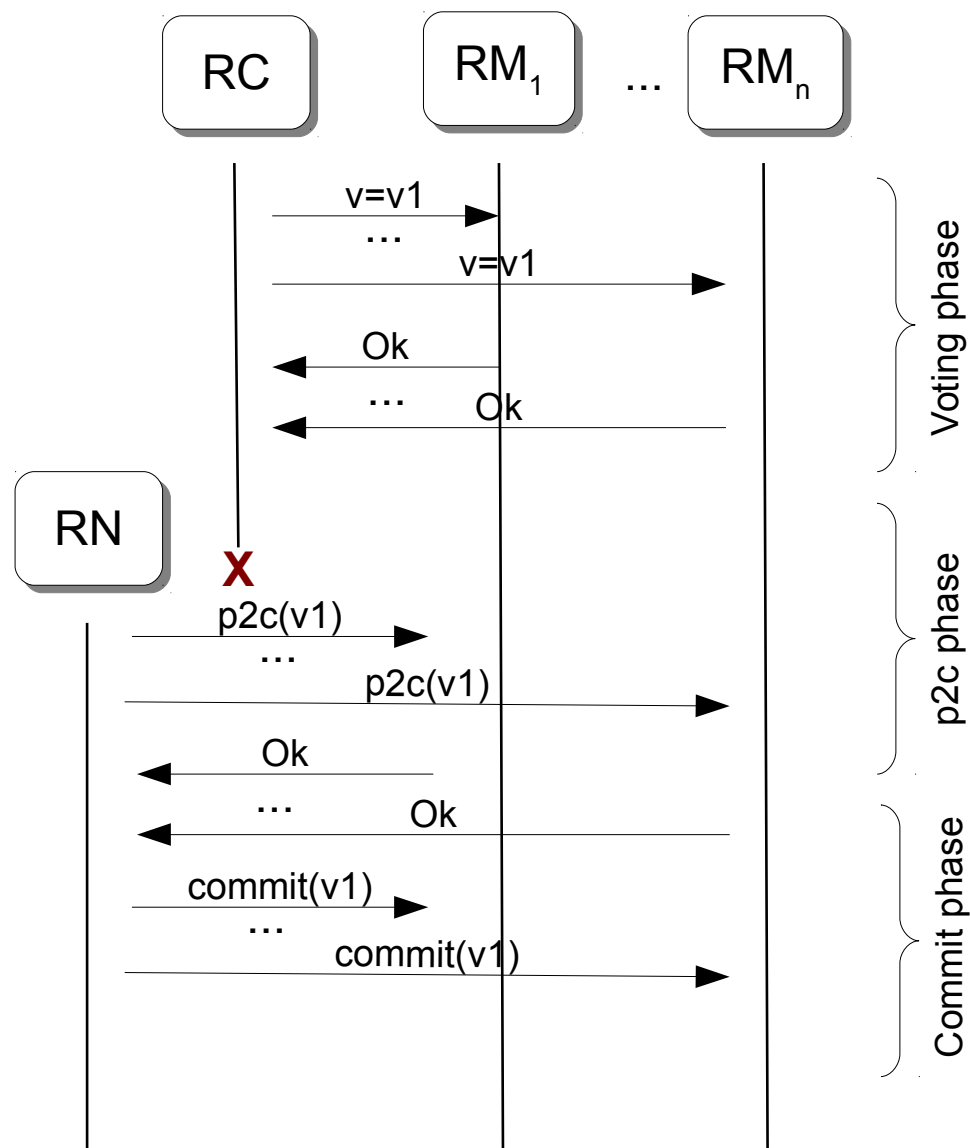 RC
RM1
...
RMn
v=v1
...
v=v1
Ok
...
Ok
Voting phase
RN
X
p2c(v1)
...
p2c(v1)
Ok
...
Ok
p2c phase
commit(v1)
...
commit(v1)
Commit phase